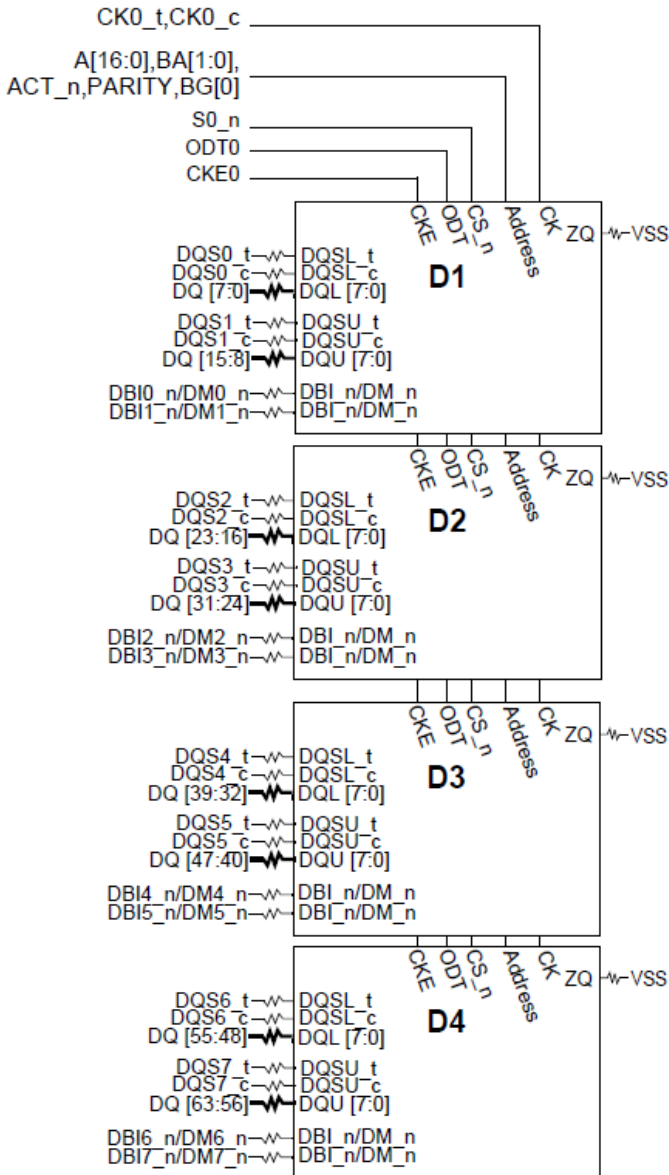 CK0_t,CK0_c
A[16:0],BA[1:0],
ACT_n,PARITY,BG[0]
S0_n
ODT0
CKE0
CKE ODT CS_n Address CK ZQ VSS
D1
DQS0_t DQSL_t
DQS0_c DQSL_c
DQ [7:0] DQL [7:0]
DQS1_t DQSU_t
DQS1_c DQSU_c
DQ [15:8] DQU [7:0]
DBI0_n/DM0_n DBI_n/DM_n
DBI1_n/DM1_n DBI_n/DM_n
CKE ODT CS_n Address CK ZQ VSS
D2
DQS2_t DQSL_t
DQS2_c DQSL_c
DQ [23:16] DQL [7:0]
DQS3_t DQSU_t
DQS3_c DQSU_c
DQ [31:24] DQU [7:0]
DBI2_n/DM2_n DBI_n/DM_n
DBI3_n/DM3_n DBI_n/DM_n
CKE ODT CS_n Address CK ZQ VSS
D3
DQS4_t DQSL_t
DQS4_c DQSL_c
DQ [39:32] DQL [7:0]
DQS5_t DQSU_t
DQS5_c DQSU_c
DQ [47:40] DQU [7:0]
DBI4_n/DM4_n DBI_n/DM_n
DBI5_n/DM5_n DBI_n/DM_n
CKE ODT CS_n Address CK ZQ VSS
D4
DQS6_t DQSL_t
DQS6_c DQSL_c
DQ [55:48] DQL [7:0]
DQS7_t DQSU_t
DQS7_c DQSU_c
DQ [63:56] DQU [7:0]
DBI6_n/DM6_n DBI_n/DM_n
DBI7_n/DM7_n DBI_n/DM_n